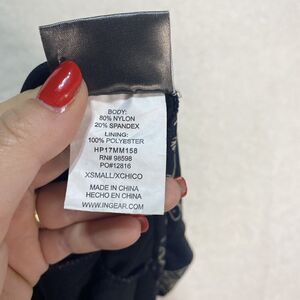 BODY:
80% NYLON
20% SPANDEX
LINING:
100% POLYESTER
HP17MM158
RN# 98598
PO#12816
XSMALL/XCHICO
MADE IN CHINA
HECHO EN CHINA
WWW.INGEAR.COM